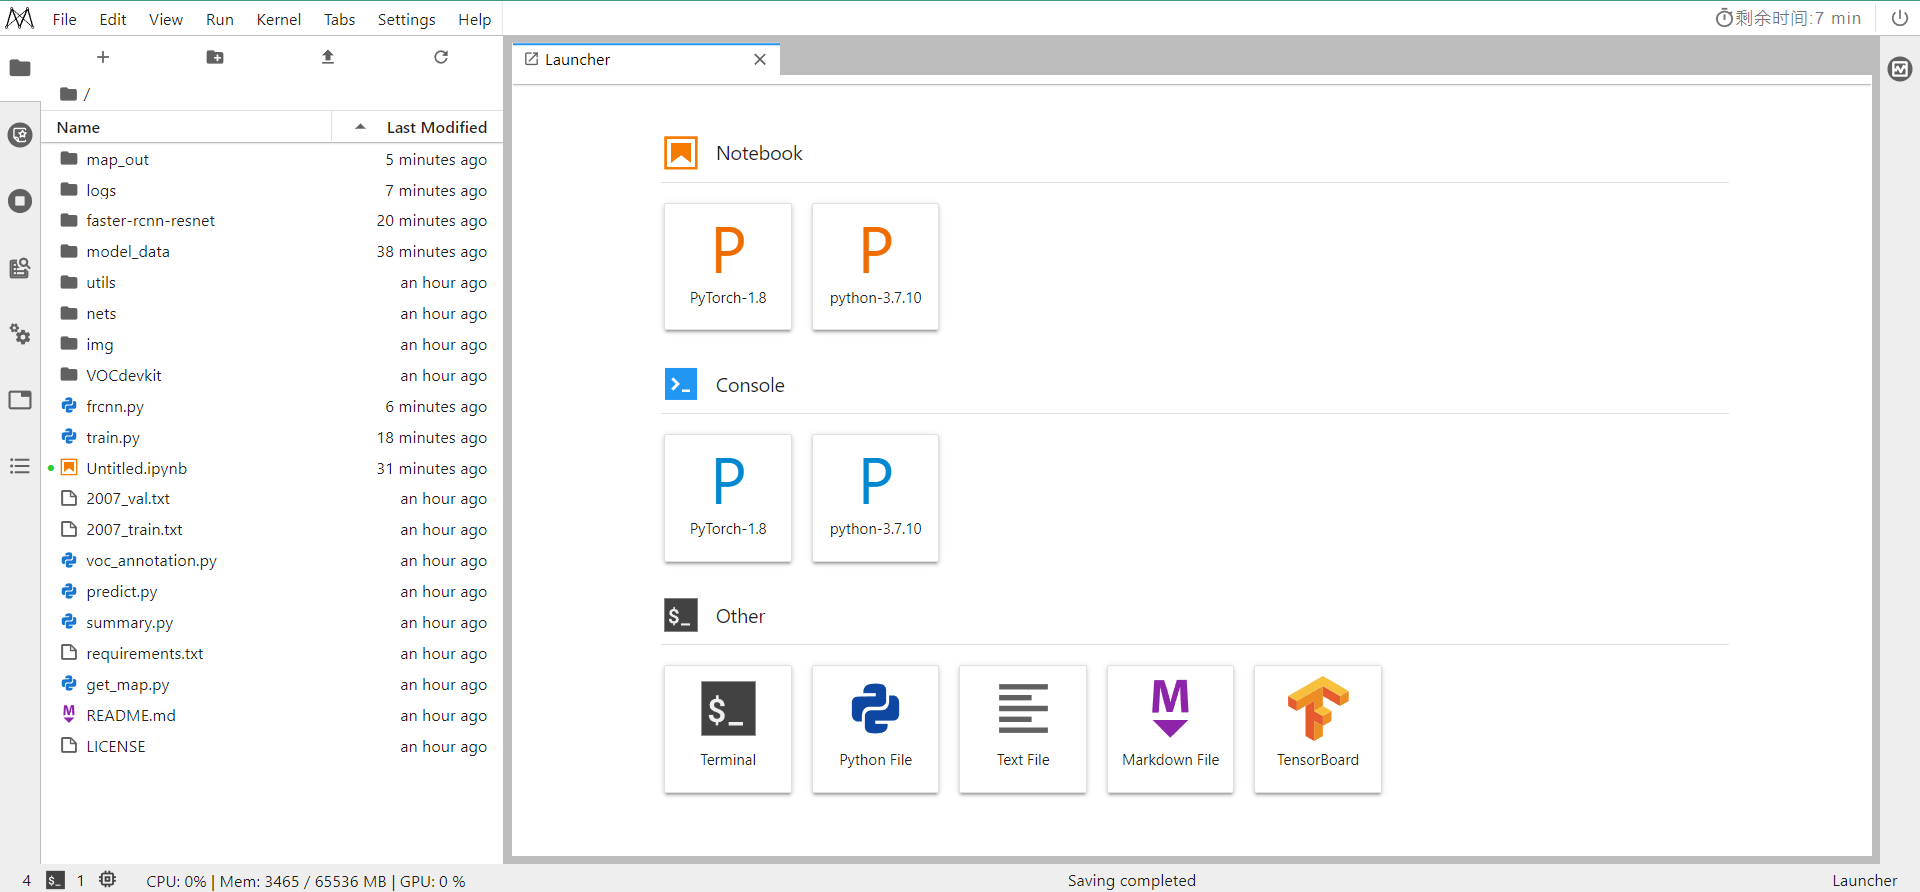 File Edit View Run Kernel Tabs Settings Help
剩余时间:7 min
/
Name Last Modified
map_out 5 minutes ago
logs 7 minutes ago
faster-rcnn-resnet 20 minutes ago
model_data 38 minutes ago
utils an hour ago
nets an hour ago
img an hour ago
VOCdevkit an hour ago
frcnn.py 6 minutes ago
train.py 18 minutes ago
Untitled.ipynb 31 minutes ago
2007_val.txt an hour ago
2007_train.txt an hour ago
voc_annotation.py an hour ago
predict.py an hour ago
summary.py an hour ago
requirements.txt an hour ago
get_map.py an hour ago
README.md an hour ago
LICENSE an hour ago
Launcher
Notebook
P P
PyTorch-1.8 python-3.7.10
Console
P P
PyTorch-1.8 python-3.7.10
$_ Other
$_ M
Terminal Python File Text File Markdown File TensorBoard
4 $_ 1 CPU: 0% | Mem: 3465 / 65536 MB | GPU: 0 % Saving completed Launcher